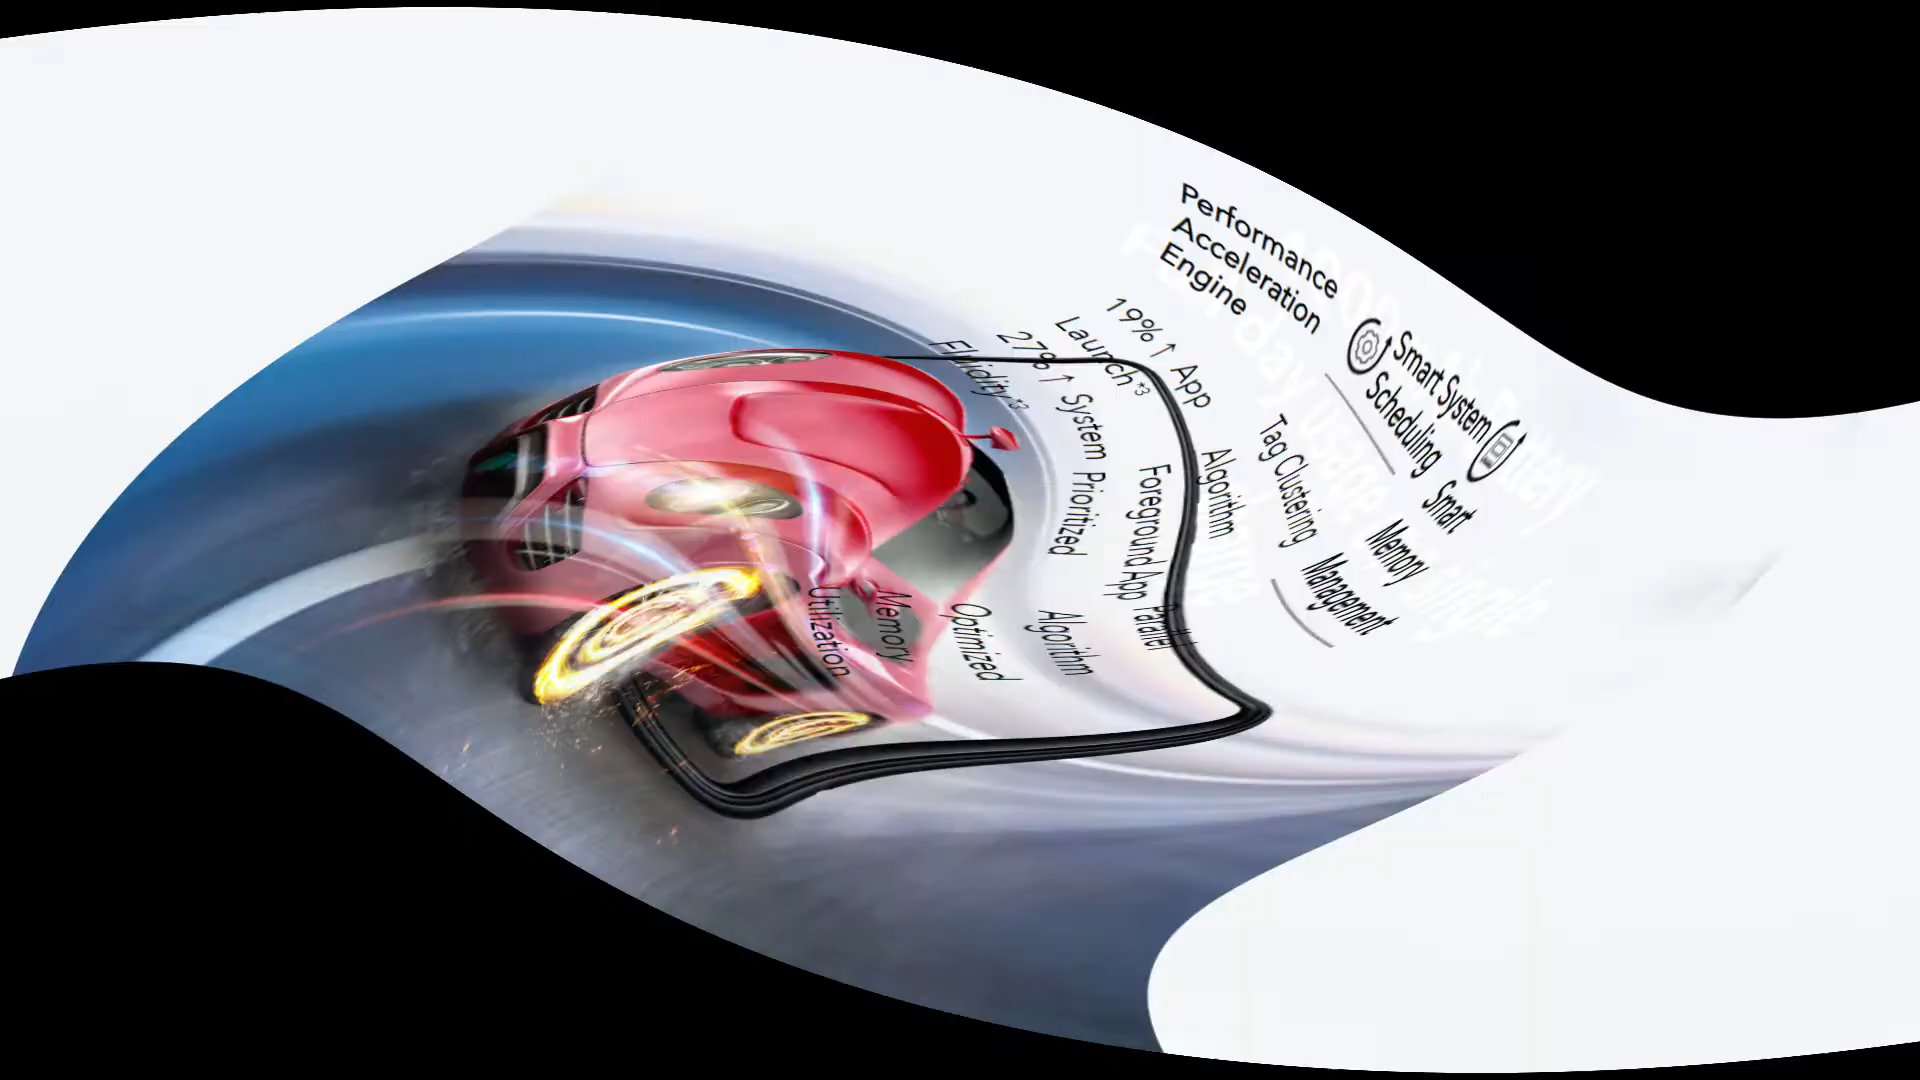 Performance
Acceleration
Engine
19%↑ App
Launch*3
27%↑ System
Fluidity*3
Smart System
Scheduling
Tag Clustering
Algorithm
Foreground App
Prioritized
Smart
Memory
Management
Parallel
Algorithm
Optimized
Memory
Utilization